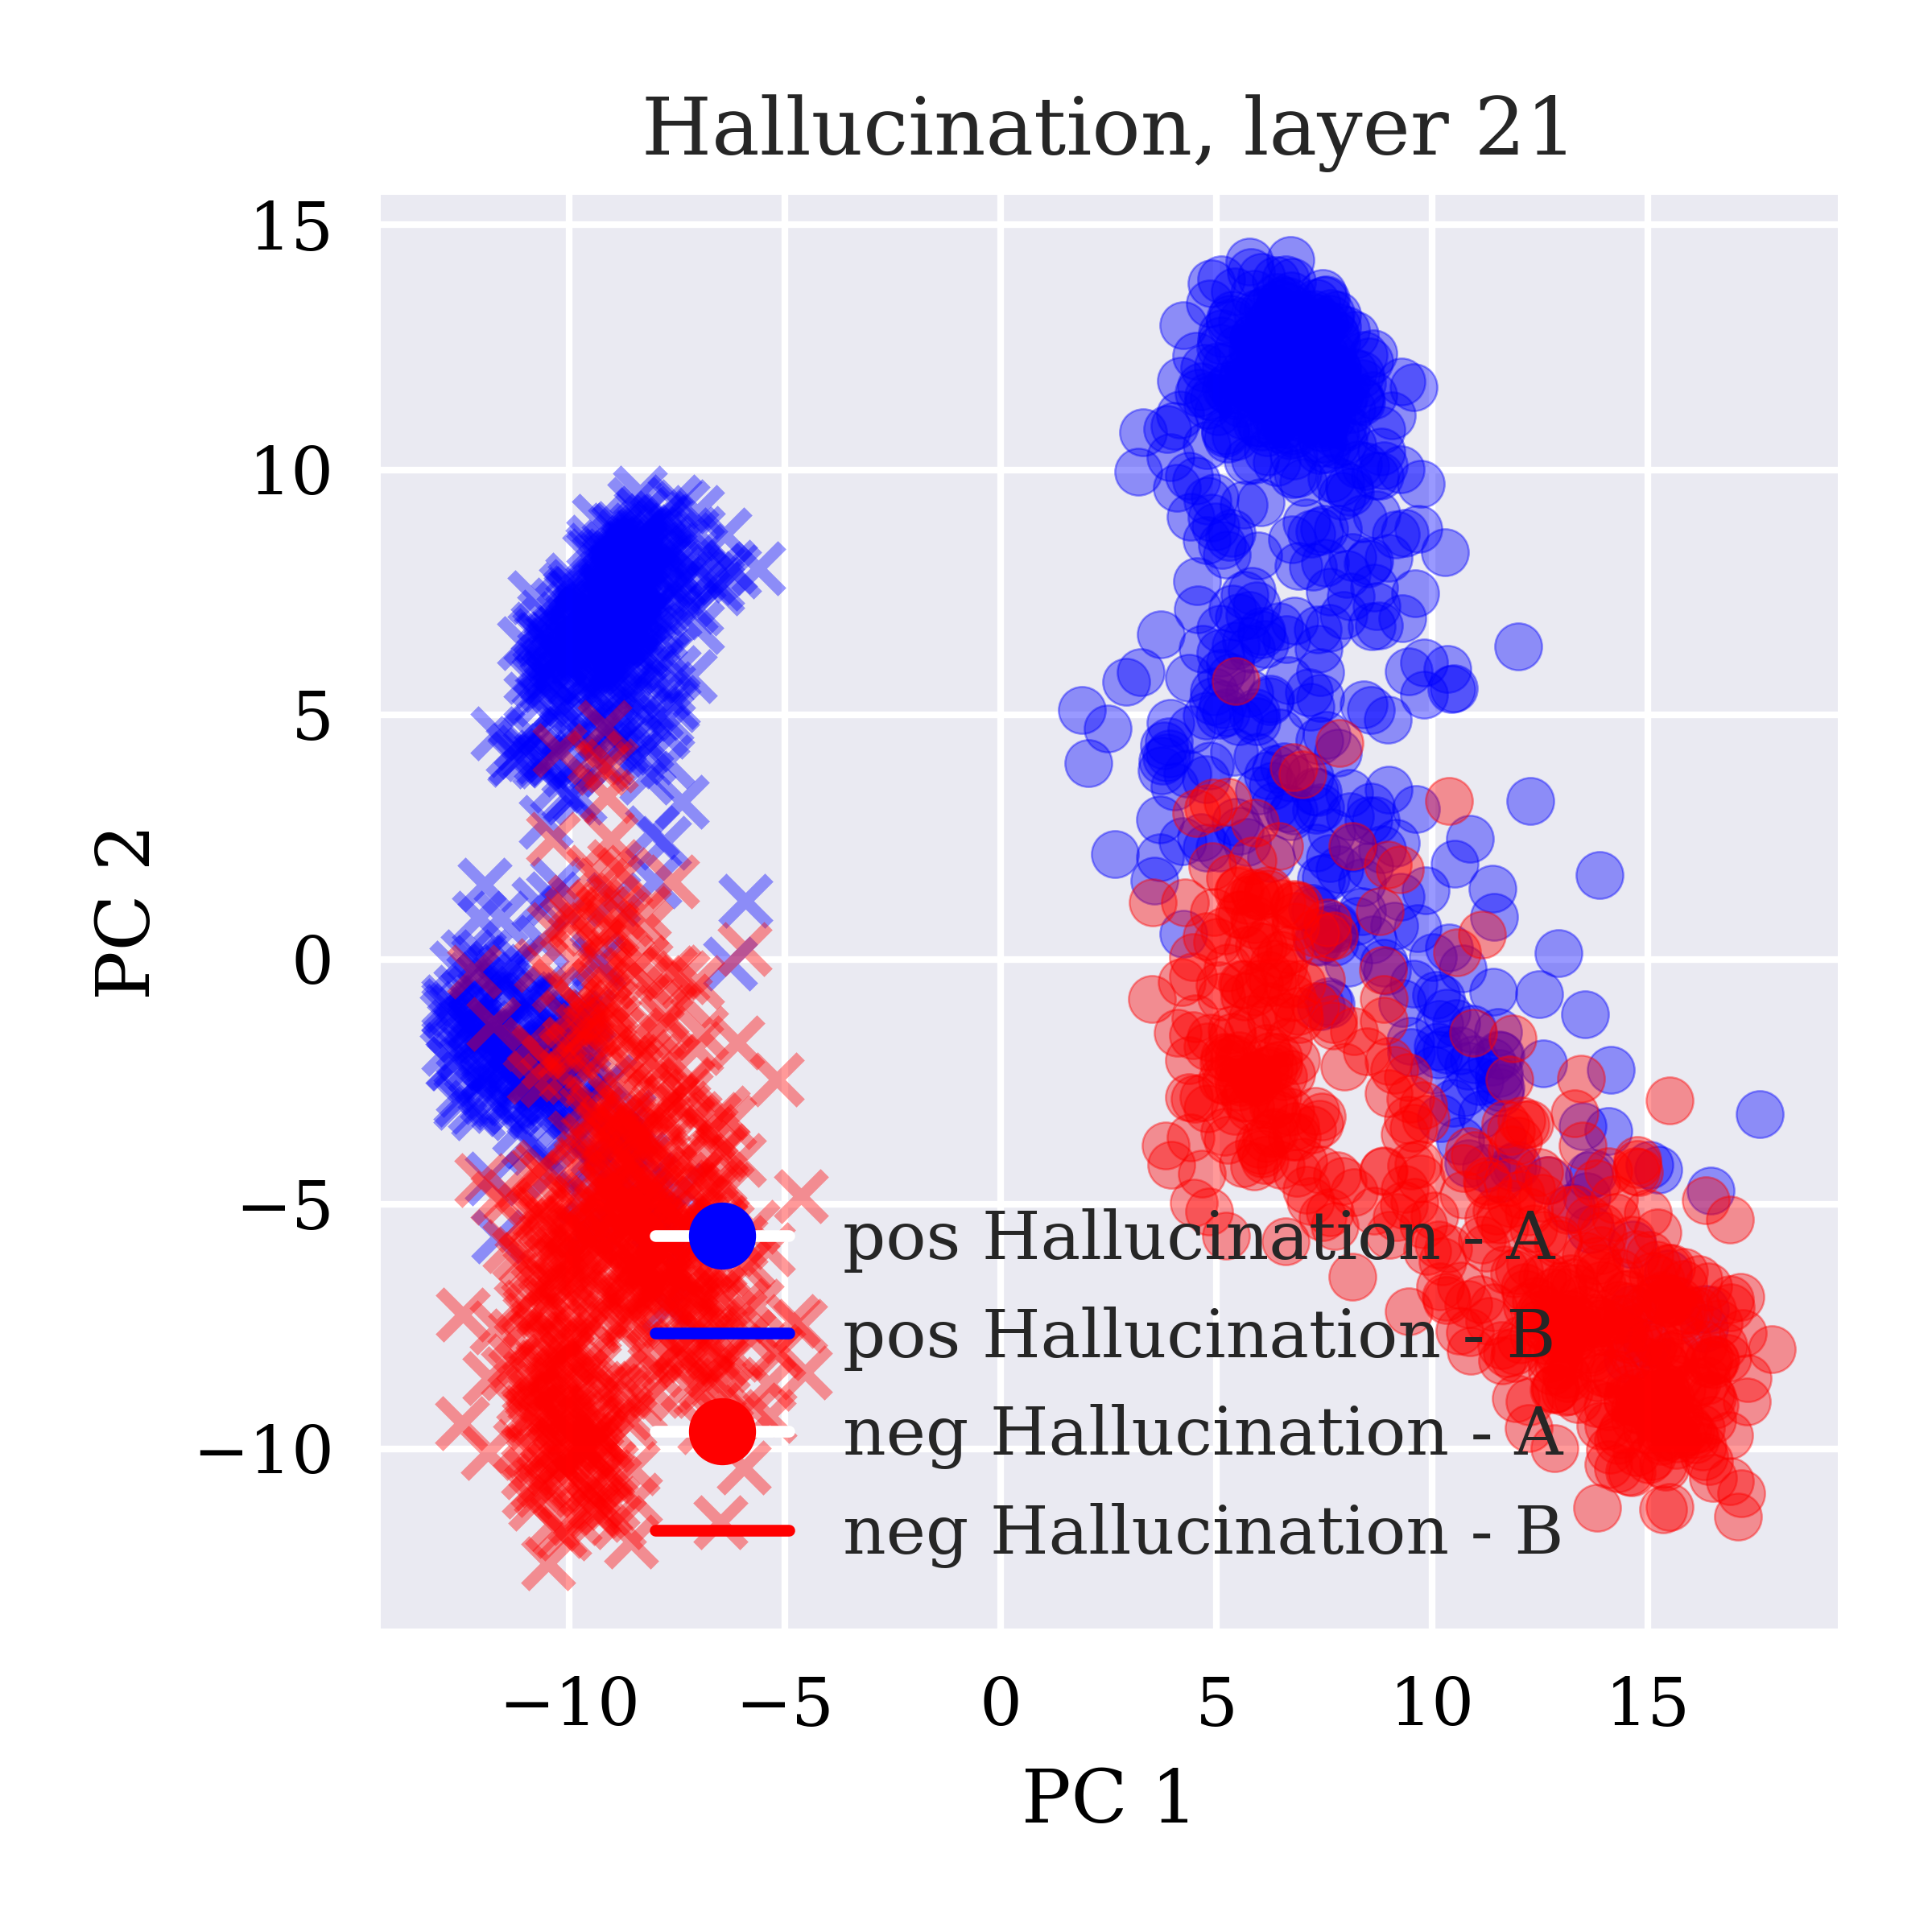 Hallucination, layer 21
15
10
5
0
−5
−10
PC 2
pos Hallucination - A
pos Hallucination - B
neg Hallucination - A
neg Hallucination - B
−10 −5 0 5 10 15
PC 1